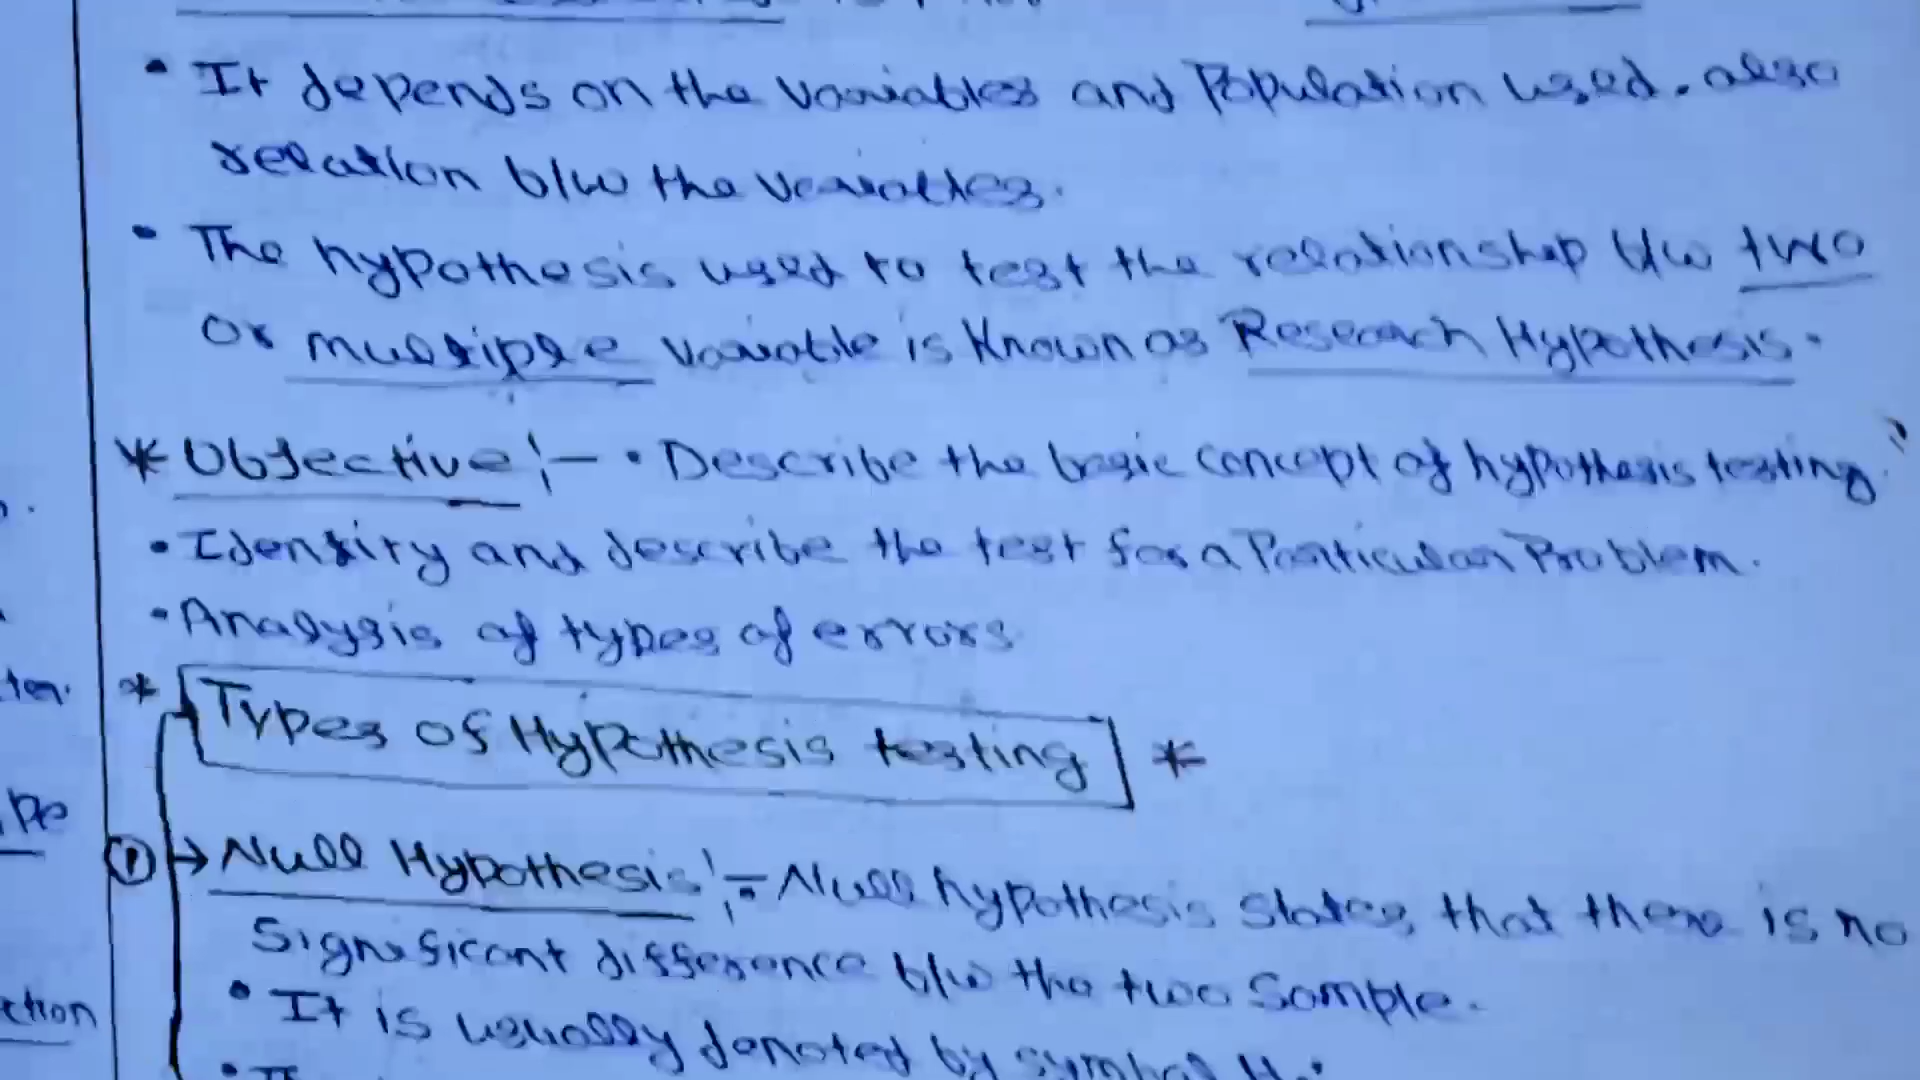 • It depends on the variables and Population used. also
relation b/w the variables.
• The hypothesis used to test the relationship b/w two
or multiple variable is known as Research Hypothesis.
* Objective :- • Describe the basic concept of hypothesis testing.
• Identity and describe the test for a Particular Problem.
• Analysis of types of errors
* Types of Hypothesis testing *
① → Null Hypothesis :- Null hypothesis states, that there is no
Significant difference b/w the two Sample.
• It is usually denoted by symbol
ction